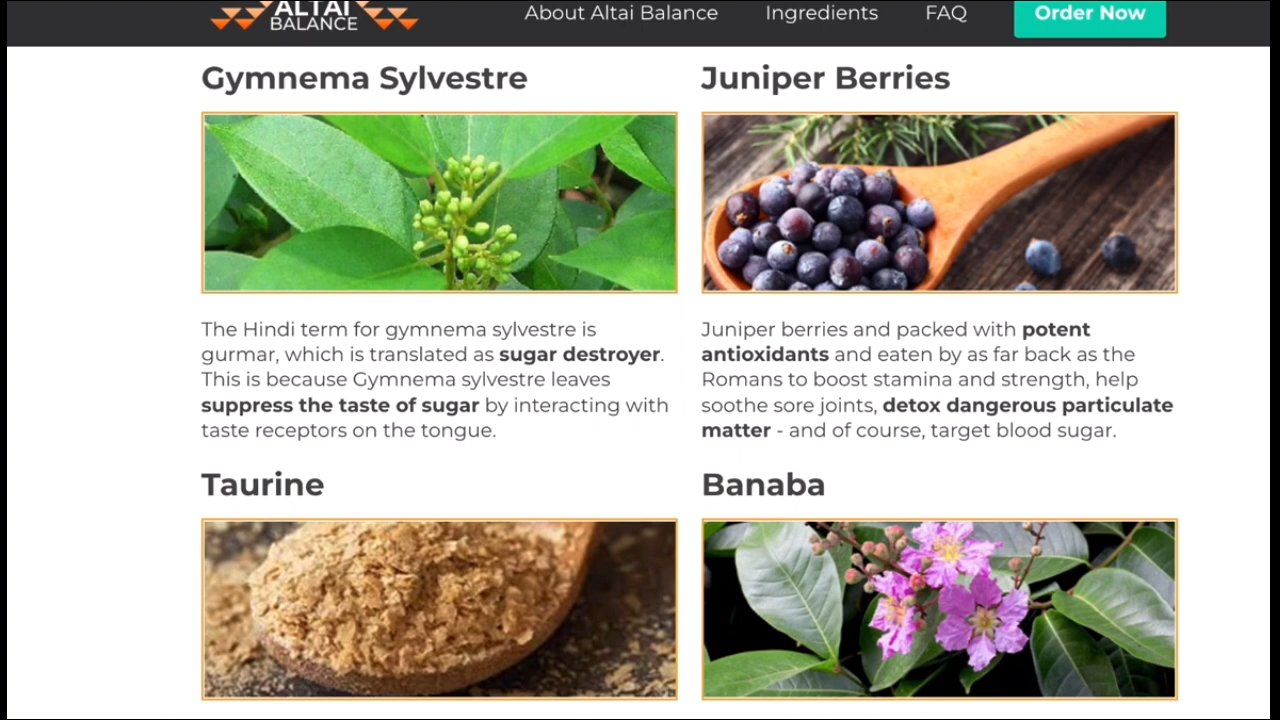 ALTAI
BALANCE
About Altai Balance
Ingredients
FAQ
Order Now
Gymnema Sylvestre
The Hindi term for gymnema sylvestre is
gurmar, which is translated as sugar destroyer.
This is because Gymnema sylvestre leaves
suppress the taste of sugar by interacting with
taste receptors on the tongue.
Juniper Berries
Juniper berries and packed with potent
antioxidants and eaten by as far back as the
Romans to boost stamina and strength, help
soothe sore joints, detox dangerous particulate
matter - and of course, target blood sugar.
Taurine
Banaba